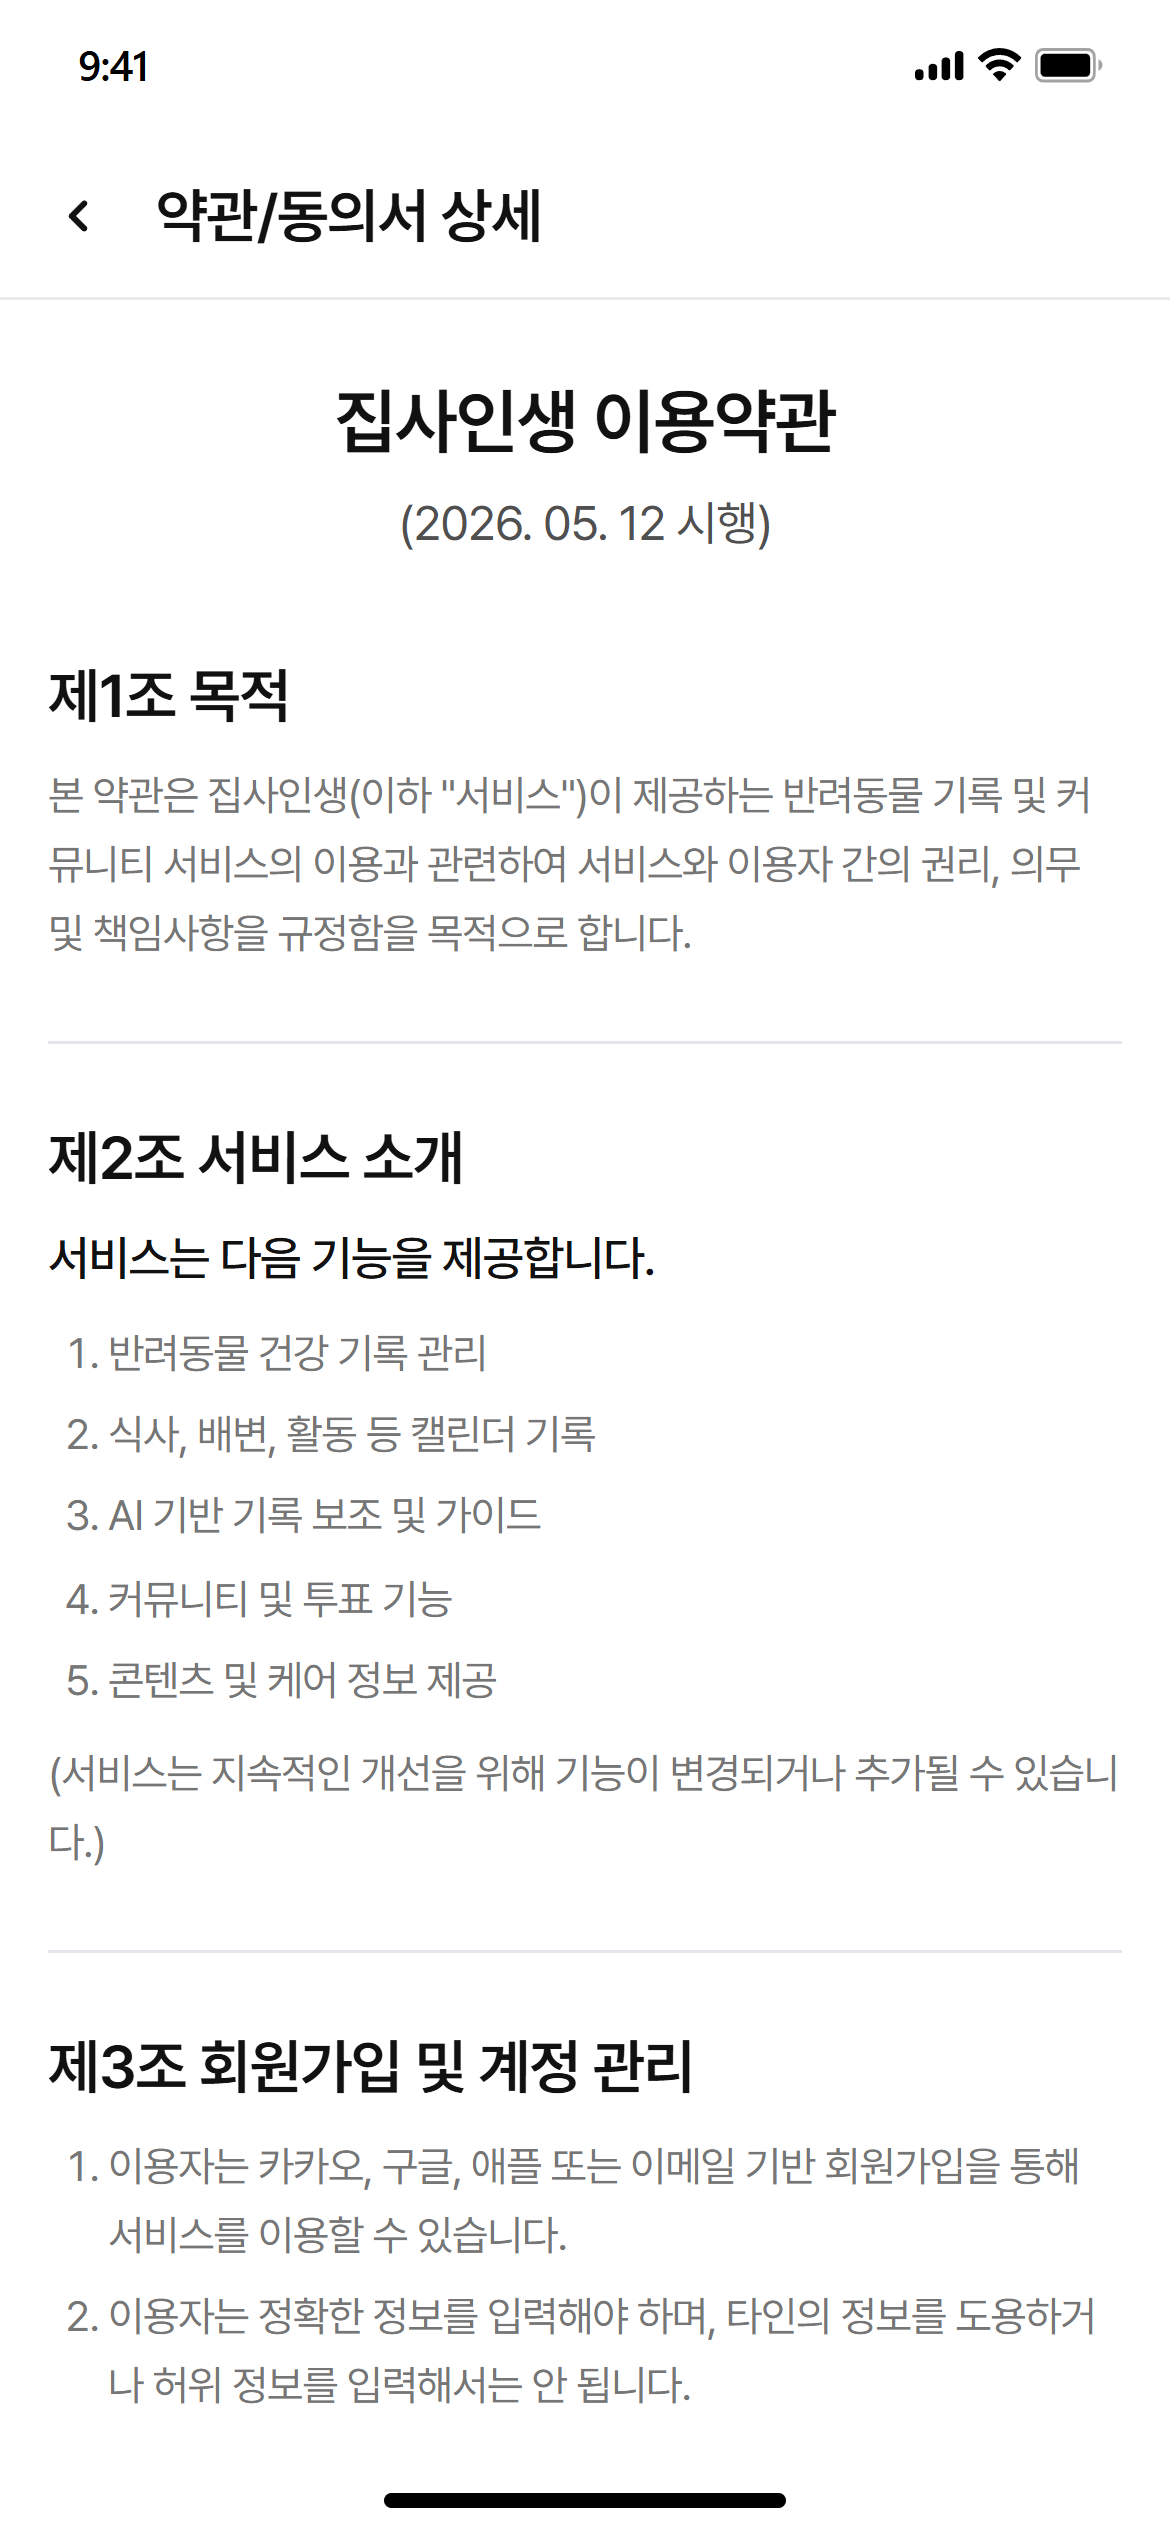 9:41
약관/동의서 상세
집사인생 이용약관
(2026. 05. 12 시행)
제1조 목적
본 약관은 집사인생(이하 "서비스")이 제공하는 반려동물 기록 및 커
뮤니티 서비스의 이용과 관련하여 서비스와 이용자 간의 권리, 의무
및 책임사항을 규정함을 목적으로 합니다.
제2조 서비스 소개
서비스는 다음 기능을 제공합니다.
1. 반려동물 건강 기록 관리
2. 식사, 배변, 활동 등 캘린더 기록
3. AI 기반 기록 보조 및 가이드
4. 커뮤니티 및 투표 기능
5. 콘텐츠 및 케어 정보 제공
(서비스는 지속적인 개선을 위해 기능이 변경되거나 추가될 수 있습니
다.)
제3조 회원가입 및 계정 관리
1. 이용자는 카카오, 구글, 애플 또는 이메일 기반 회원가입을 통해
서비스를 이용할 수 있습니다.
2. 이용자는 정확한 정보를 입력해야 하며, 타인의 정보를 도용하거
나 허위 정보를 입력해서는 안 됩니다.